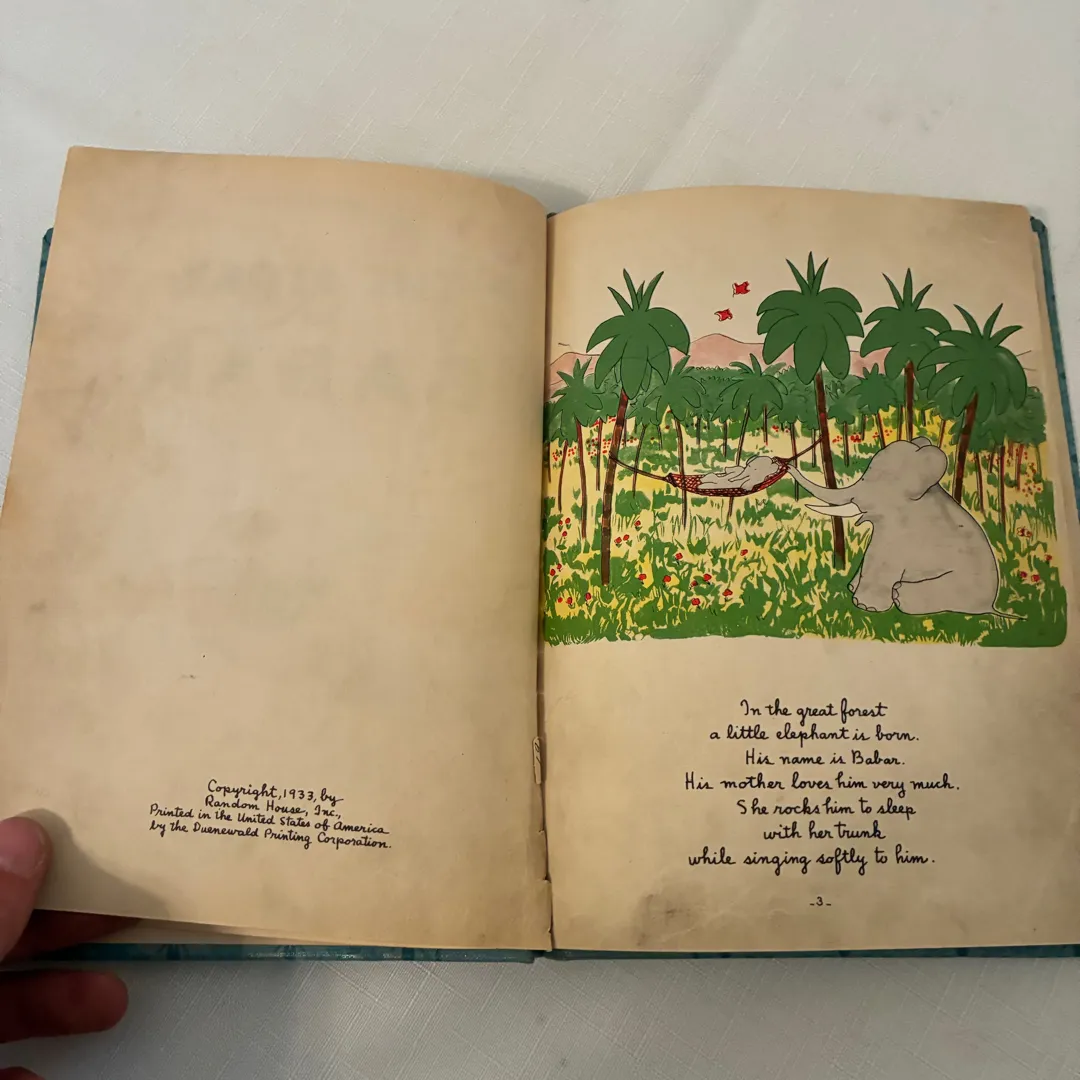 Copyright, 1933, by
Random House, Inc.,
Printed in the United States of America
by the Duenewald Printing Corporation.
In the great forest
a little elephant is born.
His name is Babar.
His mother loves him very much.
She rocks him to sleep
with her trunk
while singing softly to him.
-3-